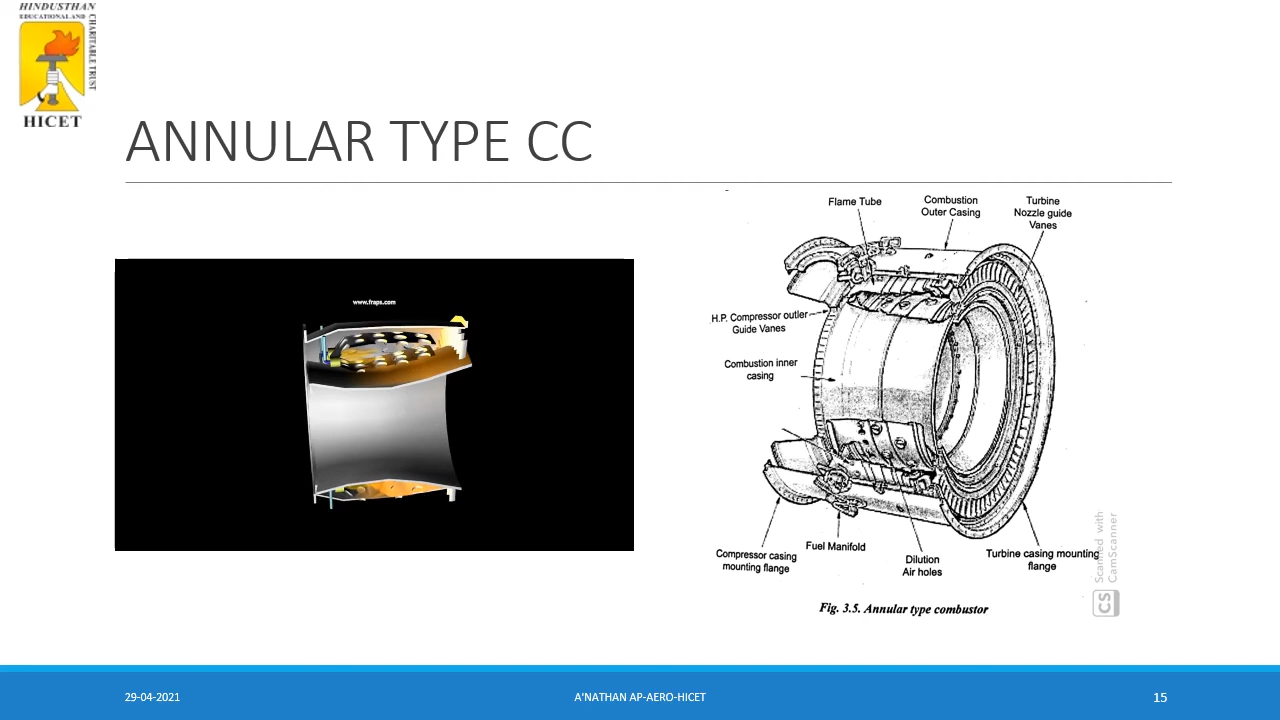 HINDUSTHAN
EDUCATIONAL AND
CHARITABLE TRUST
HICET
ANNULAR TYPE CC
www.fraps.com
Flame Tube
Combustion
Outer Casing
Turbine
Nozzle guide
Vanes
H.P. Compressor outler
Guide Vanes
Combustion inner
casing
Compressor casing
mounting flange
Fuel Manifold
Dilution
Air holes
Turbine casing mounting
flange
Fig. 3.5. Annular type combustor
CS
Scanned with
CamScanner
29-04-2021
A'NATHAN AP-AERO-HICET
15